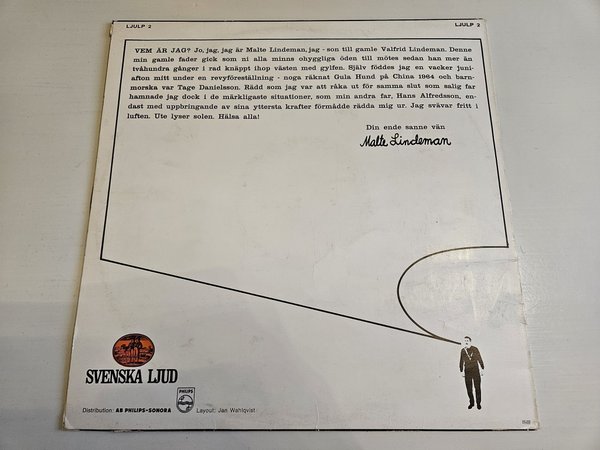 LJULP 2
LJULP 2
VEM ÄR JAG? Jo, jag, jag är Malte Lindeman, jag - son till gamle Valfrid Lindeman. Denne
min gamle fader gick som ni alla minns ohyggliga öden till mötes sedan han mer än
tvåhundra gånger i rad knäppt ihop västen med gylfen. Själv föddes jag en vacker juni-
afton mitt under en revyföreställning - noga räknat Gula Hund på China 1964 och barn-
morska var Tage Danielsson. Rädd som jag var att råka ut för samma slut som salig far
hamnade jag dock i de märkligaste situationer, som min andra far, Hans Alfredsson, en-
dast med uppbringande av sina yttersta krafter förmådde rädda mig ur. Jag svävar fritt i
luften. Ute lyser solen. Hälsa alla!
Din ende sanne vän
Malte Lindeman
SVENSKA LJUD
PHILIPS
Distribution: AB PHILIPS-SONORA
Layout: Jan Wahlqvist